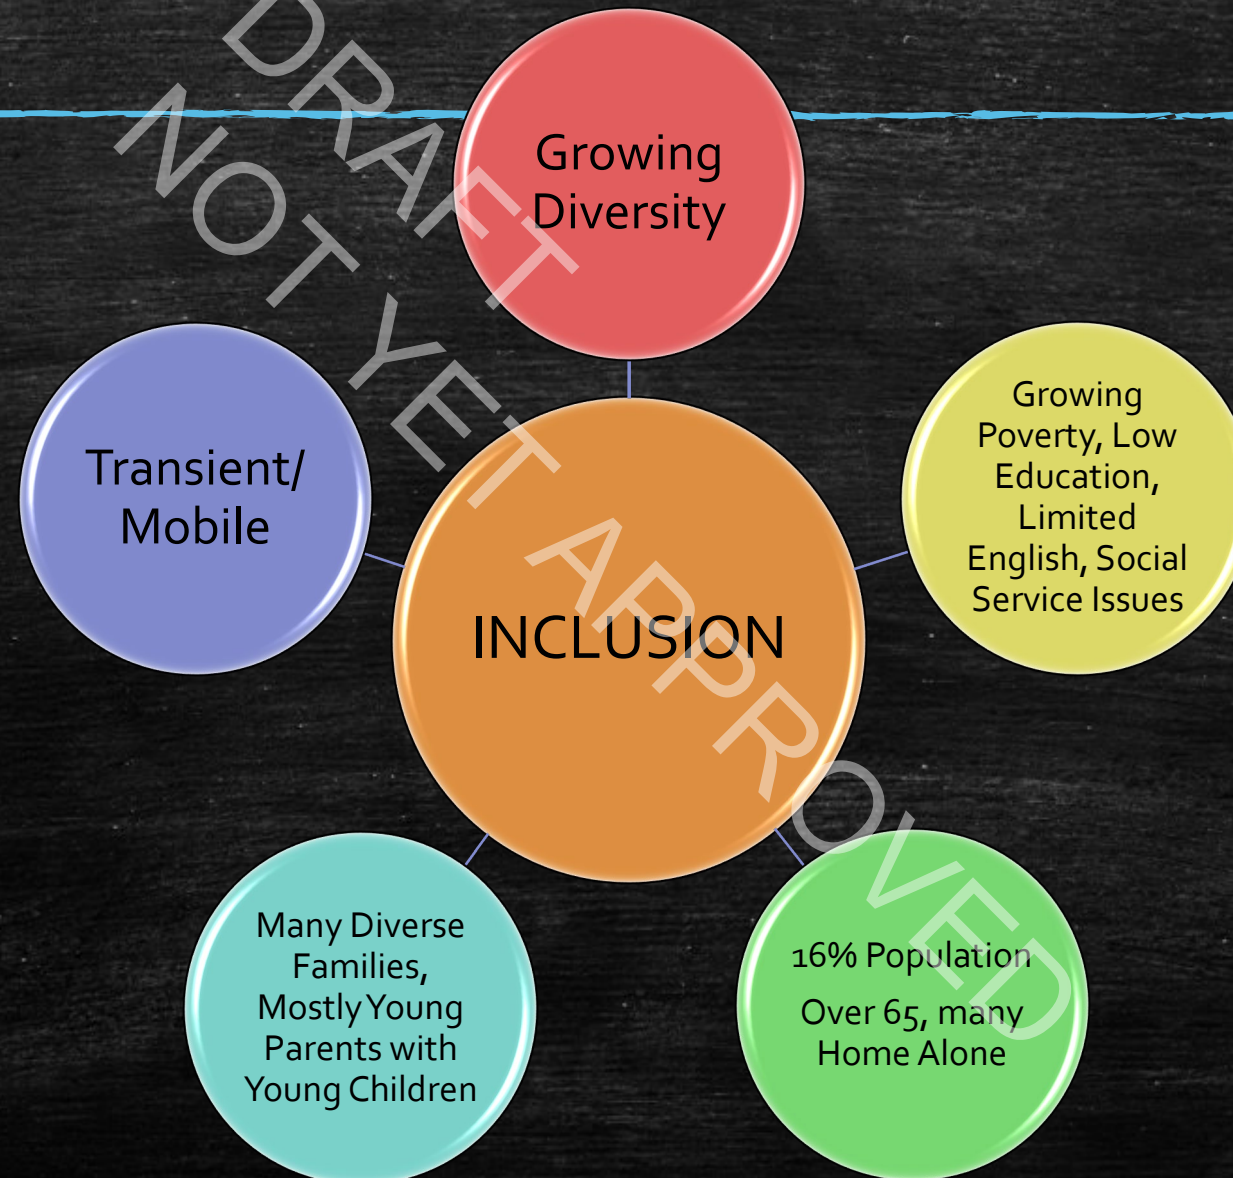 DRAFT
NOT YET APPROVED
Growing
Diversity
Growing
Poverty, Low
Education,
Limited
English, Social
Service Issues
Transient/
Mobile
INCLUSION
Many Diverse
Families,
Mostly Young
Parents with
Young Children
16% Population
Over 65, many
Home Alone